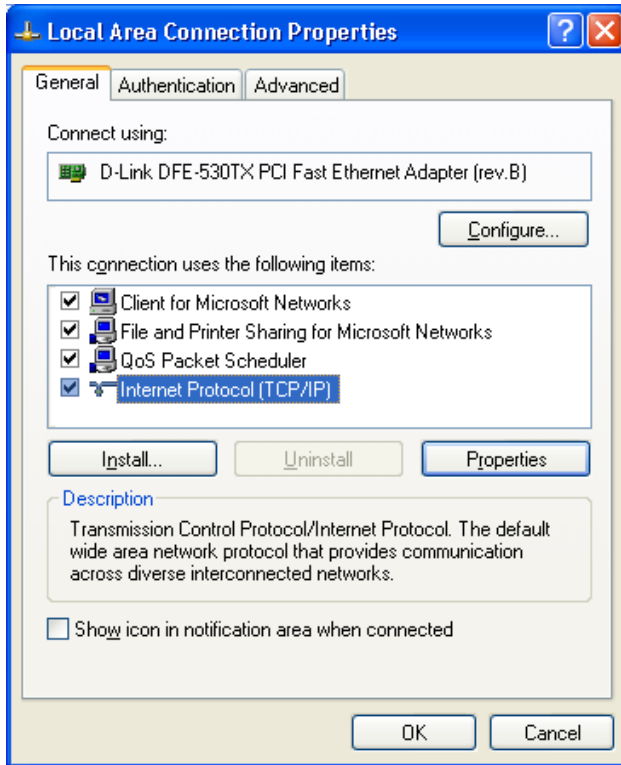 Local Area Connection Properties
General Authentication Advanced
Connect using:
D-Link DFE-530TX PCI Fast Ethernet Adapter (rev.B)
Configure...
This connection uses the following items:
Client for Microsoft Networks
File and Printer Sharing for Microsoft Networks
QoS Packet Scheduler
Internet Protocol (TCP/IP)
Install... Uninstall Properties
Description
Transmission Control Protocol/Internet Protocol. The default
wide area network protocol that provides communication
across diverse interconnected networks.
Show icon in notification area when connected
OK Cancel